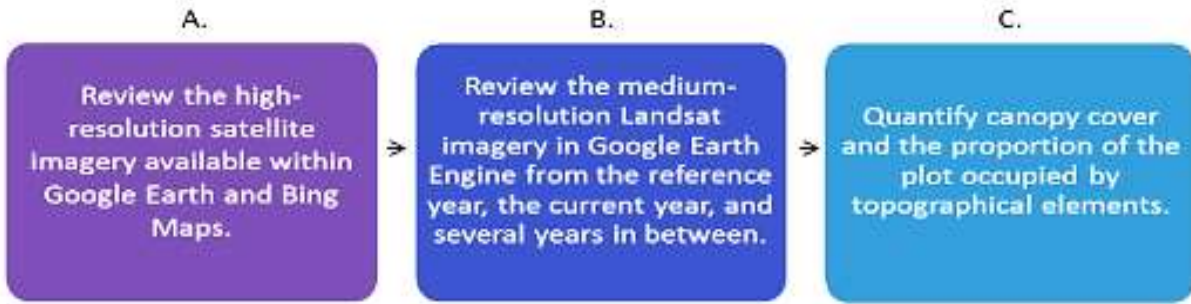 A.
Review the high-
resolution satellite
imagery available within
Google Earth and Bing
Maps.
B.
Review the medium-
resolution Landsat
imagery in Google Earth
Engine from the reference
year, the current year, and
several years in between.
C.
Quantify canopy cover
and the proportion of the
plot occupied by
topographical elements.